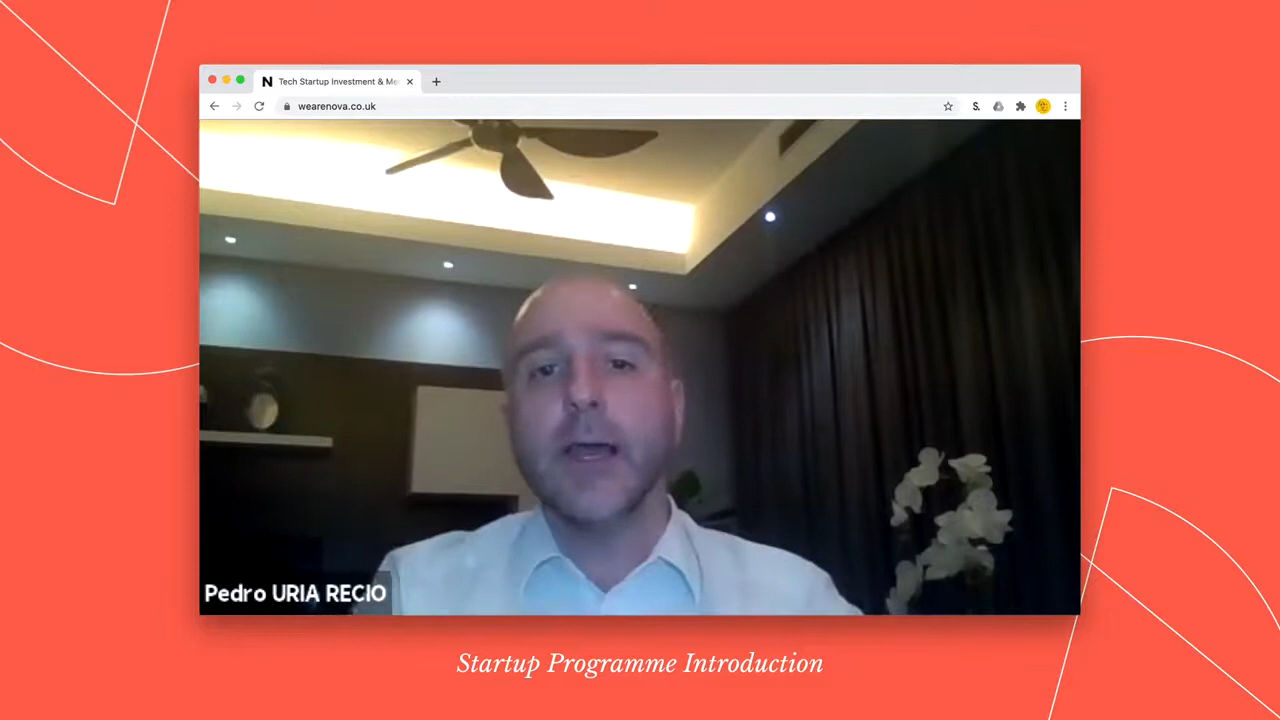 N Tech Startup Investment & Me
wearenova.co.uk
S.
Pedro URIA RECIO
Startup Programme Introduction